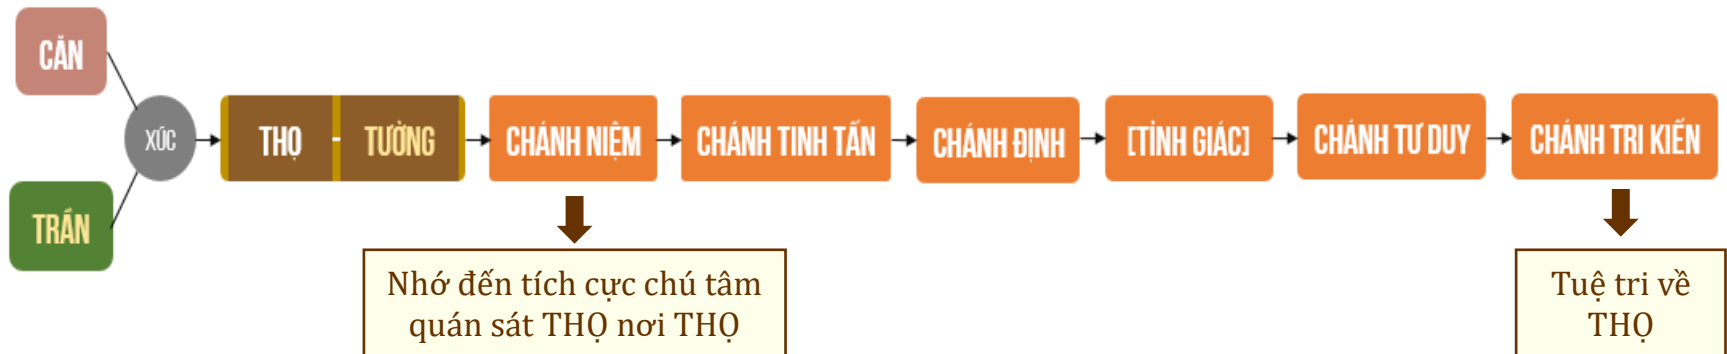 CĂN
TRẦN
XÚC
THỌ - TƯỞNG
CHÁNH NIỆM
CHÁNH TINH TẤN
CHÁNH ĐỊNH
[TỈNH GIÁC]
CHÁNH TƯ DUY
CHÁNH TRI KIẾN
Nhớ đến tích cực chú tâm
quán sát THỌ nơi THỌ
Tuệ tri về
THỌ